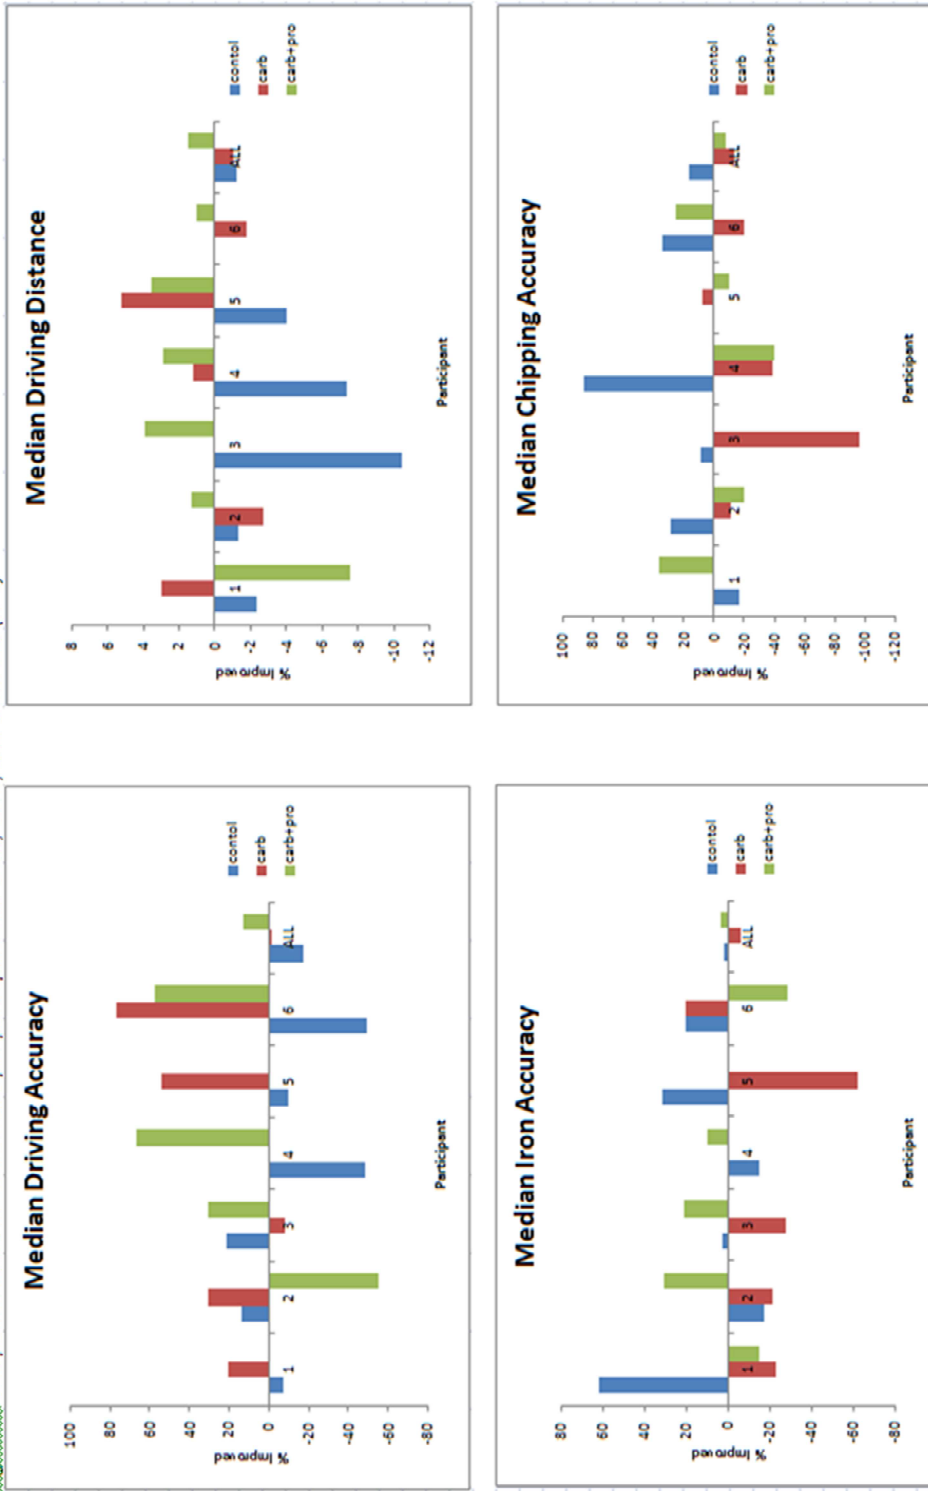 Median Driving Accuracy
100
80
60
40
20
0
-20
-40
-60
-80
% Improved
1
2
3
4
5
6
ALL
Participant
contol
carb
carb+pro
Median Driving Distance
8
6
4
2
0
-2
-4
-6
-8
-10
-12
% Improved
1
2
3
4
5
6
ALL
Participant
contol
carb
carb+pro
Median Iron Accuracy
-80
60
40
20
0
-20
-40
-60
-80
% Improved
1
2
3
4
5
6
ALL
Participant
contol
carb
carb+pro
Median Chipping Accuracy
100
80
60
40
20
0
-20
-40
-60
-80
-100
-120
% Improved
1
2
3
4
5
6
ALL
Participant
contol
carb
carb+pro